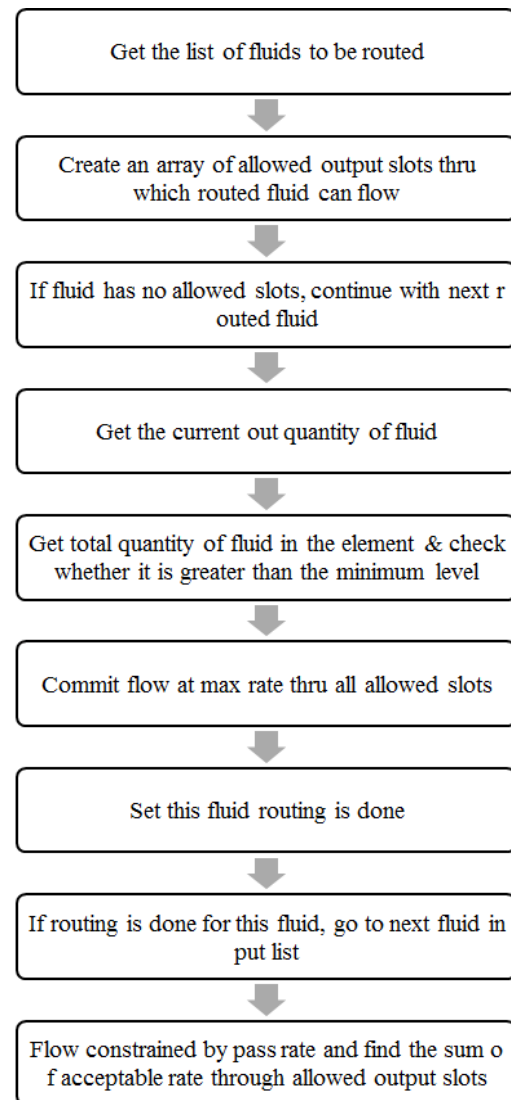 Get the list of fluids to be routed
Create an array of allowed output slots thru
which routed fluid can flow
If fluid has no allowed slots, continue with next r
outed fluid
Get the current out quantity of fluid
Get total quantity of fluid in the element & check
whether it is greater than the minimum level
Commit flow at max rate thru all allowed slots
Set this fluid routing is done
If routing is done for this fluid, go to next fluid in
put list
Flow constrained by pass rate and find the sum o
f acceptable rate through allowed output slots